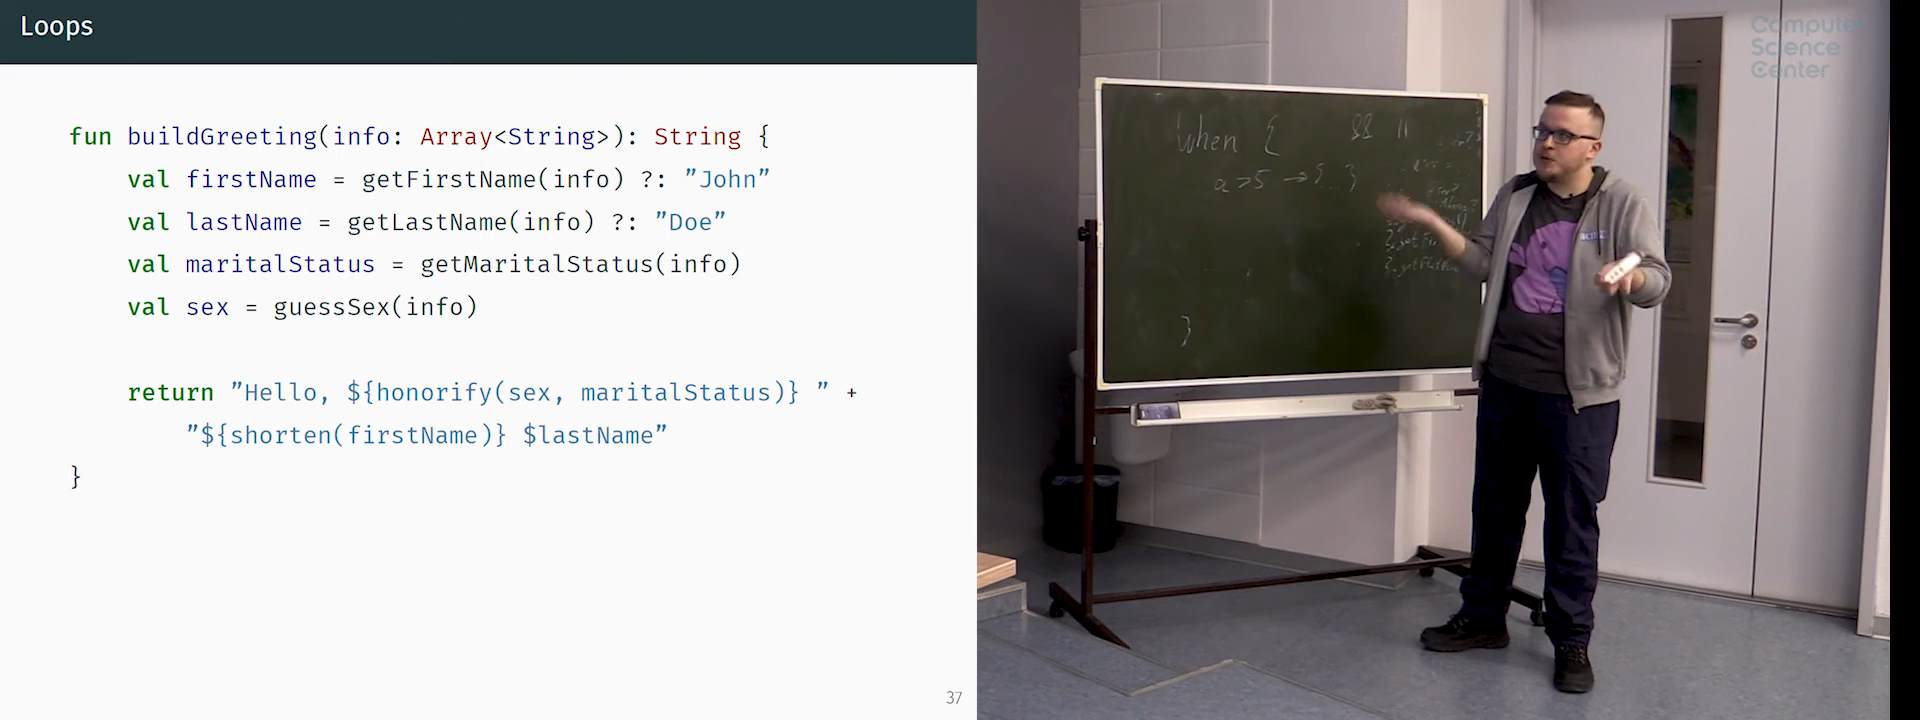 Loops
fun buildGreeting(info: Array<String>): String {
val firstName = getFirstName(info) ?: ”John”
val lastName = getLastName(info) ?: ”Doe”
val maritalStatus = getMaritalStatus(info)
val sex = guessSex(info)
return ”Hello, ${honorify(sex, maritalStatus)} ” +
”${shorten(firstName)} $lastName”
}
37
Computer
Science
Center
When { && ||
a > 5 → { }
}